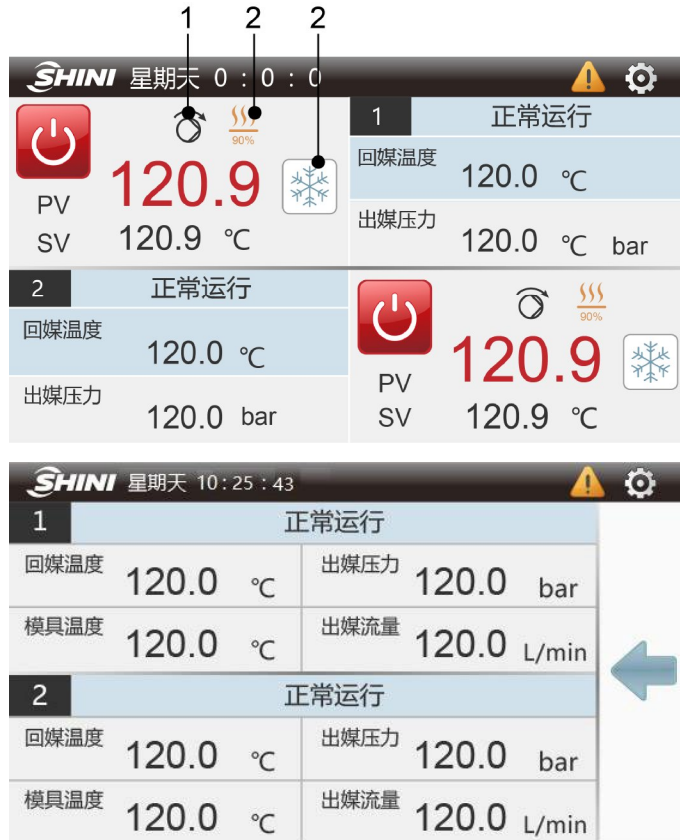 1 2 2
SHINI 星期天 0 : 0 : 0
90%
120.9
PV
SV 120.9 ℃
1 正常运行
回媒温度 120.0 ℃
出媒压力 120.0 ℃ bar
2 正常运行
回媒温度 120.0 ℃
出媒压力 120.0 bar
90%
120.9
PV
SV 120.9 ℃
SHINI 星期天 10:25:43
1 正常运行
回媒温度 120.0 ℃ 出媒压力 120.0 bar
模具温度 120.0 ℃ 出媒流量 120.0 L/min
2 正常运行
回媒温度 120.0 ℃ 出媒压力 120.0 bar
模具温度 120.0 ℃ 出媒流量 120.0 L/min